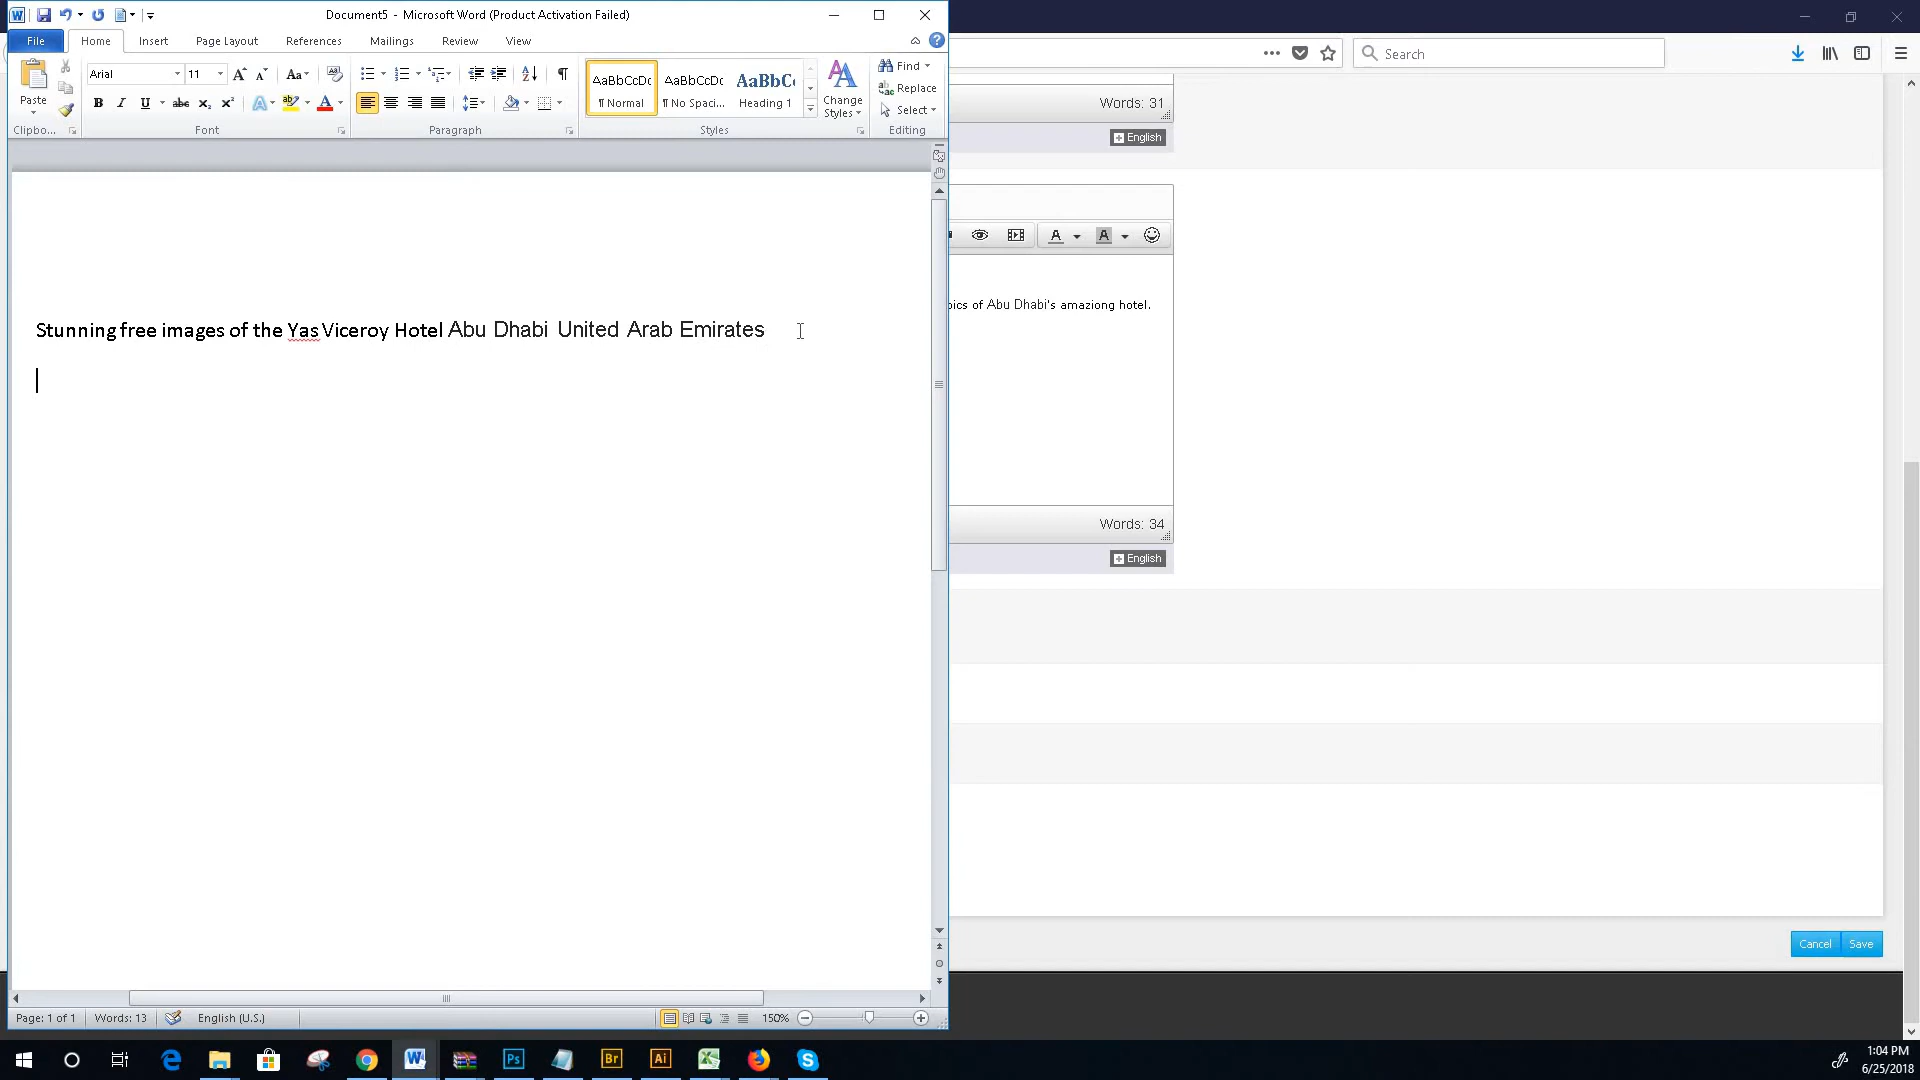 Document5 - Microsoft Word (Product Activation Failed)
File Home Insert Page Layout References Mailings Review View
Search
Paste
Clipbo...
Arial 11
Font
Paragraph
AaBbCcDc AaBbCcDc AaBbC
¶ Normal ¶ No Spaci... Heading 1
Styles
Change
Styles
Find
Replace
Select
Editing
Words: 31
English
pics of Abu Dhabi's amaziong hotel.
Stunning free images of the Yas Viceroy Hotel Abu Dhabi United Arab Emirates
Words: 34
English
Cancel Save
Page: 1 of 1 Words: 13 English (U.S.) 150%
1:04 PM
6/25/2018